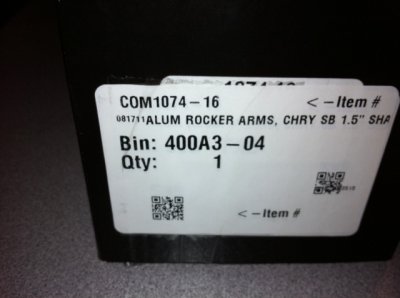 COM1074-16 <-Item #
081711ALUM ROCKER ARMS, CHRY SB 1.5" SHA
Bin: 400A3-04
Qty: 1
<-Item #